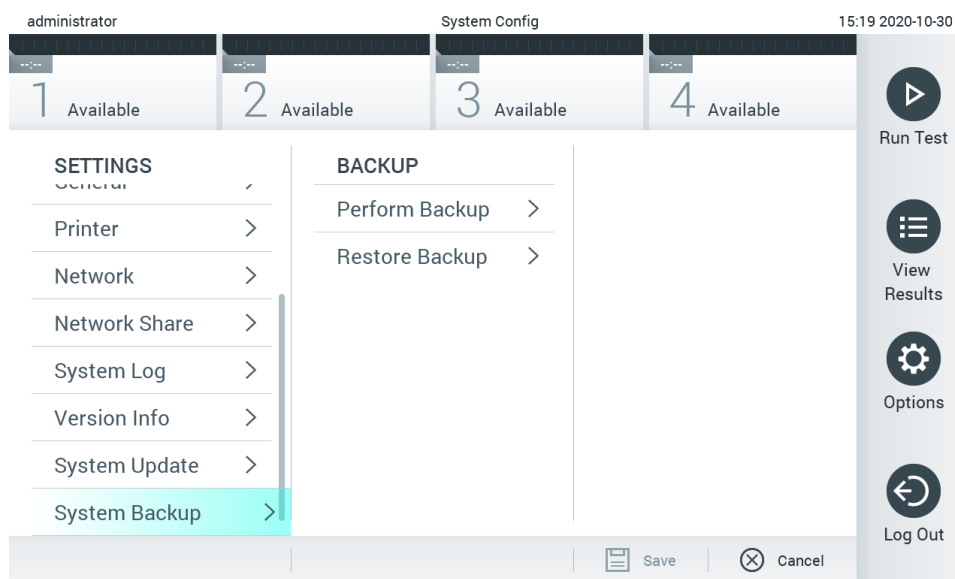 administrator System Config 15:19 2020-10-30
--:-- --:-- --:-- --:--
1 Available 2 Available 3 Available 4 Available
Run Test
SETTINGS
General
Printer
Network
Network Share
System Log
Version Info
System Update
System Backup
BACKUP
Perform Backup
Restore Backup
View
Results
Options
Log Out
Save Cancel